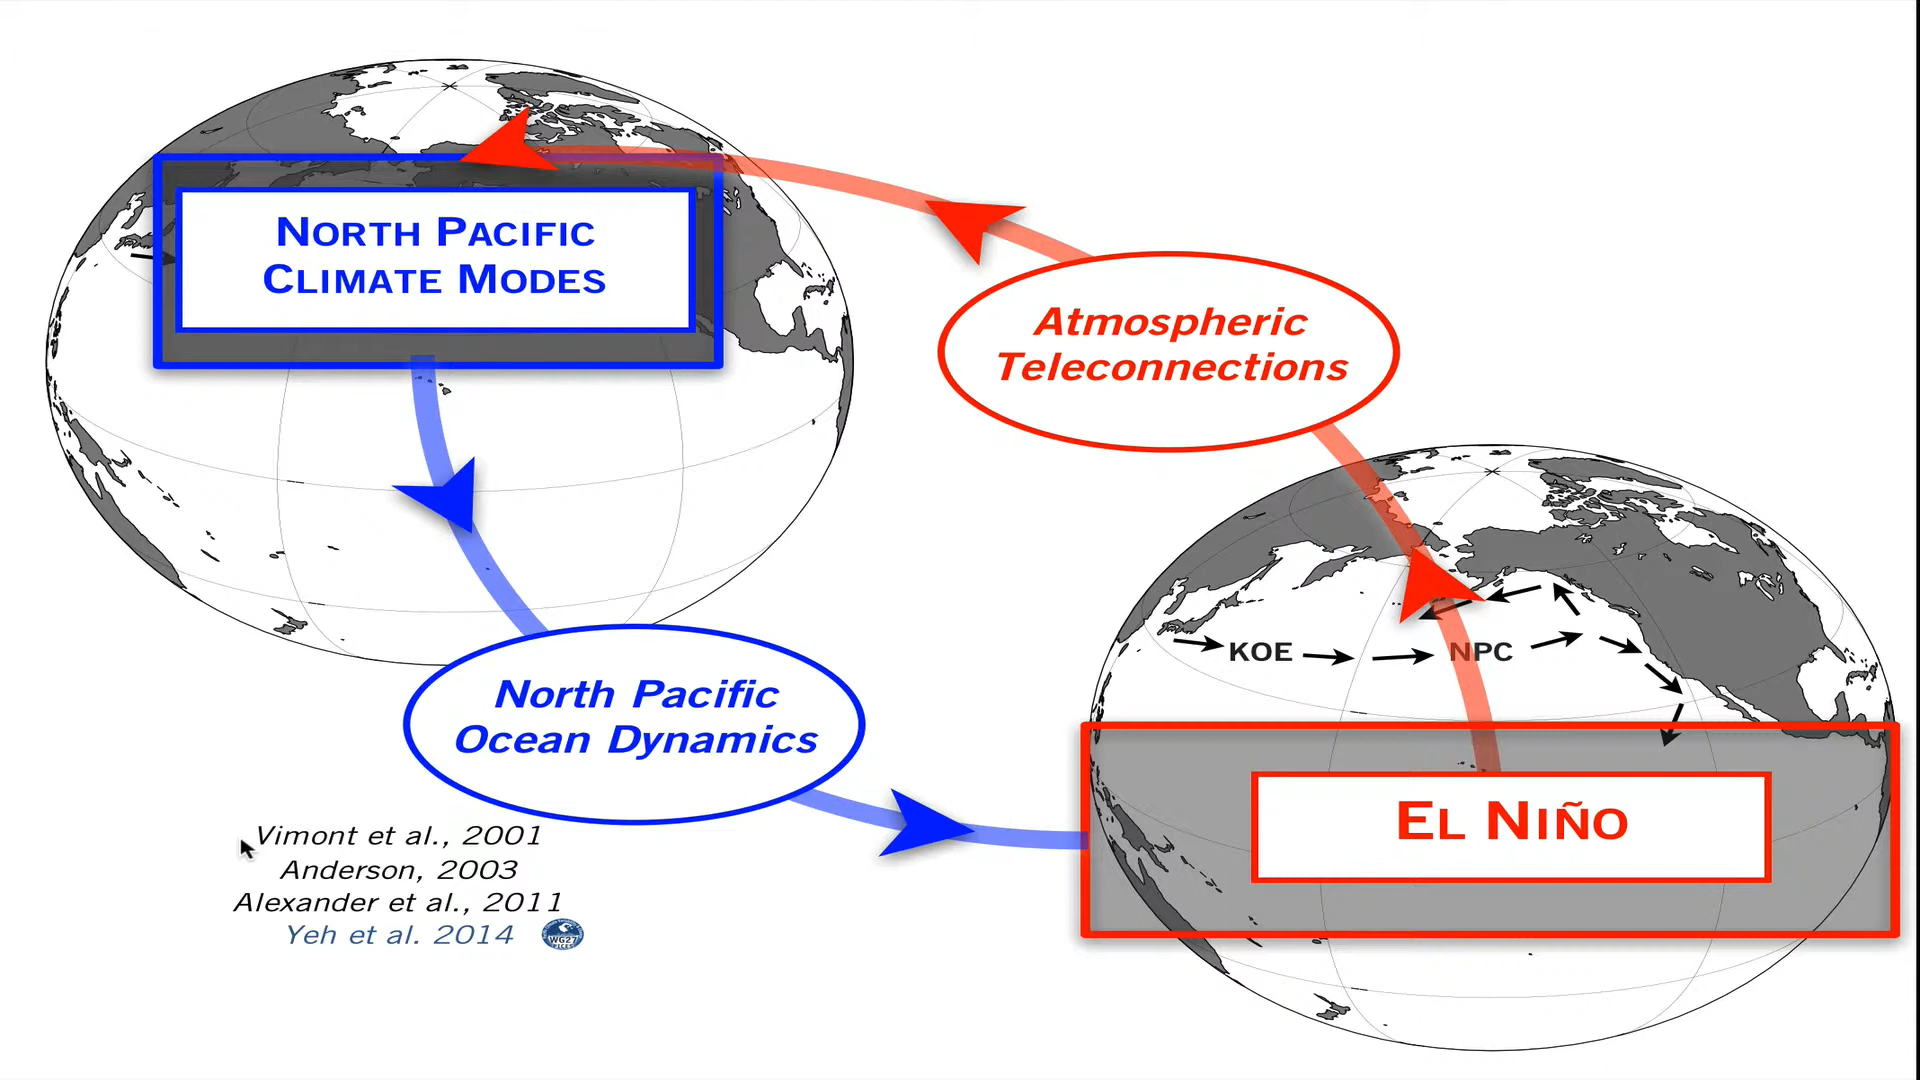 NORTH PACIFIC
CLIMATE MODES
Atmospheric
Teleconnections
KOE
NPC
North Pacific
Ocean Dynamics
EL NIÑO
Vimont et al., 2001
Anderson, 2003
Alexander et al., 2011
Yeh et al. 2014
WG27